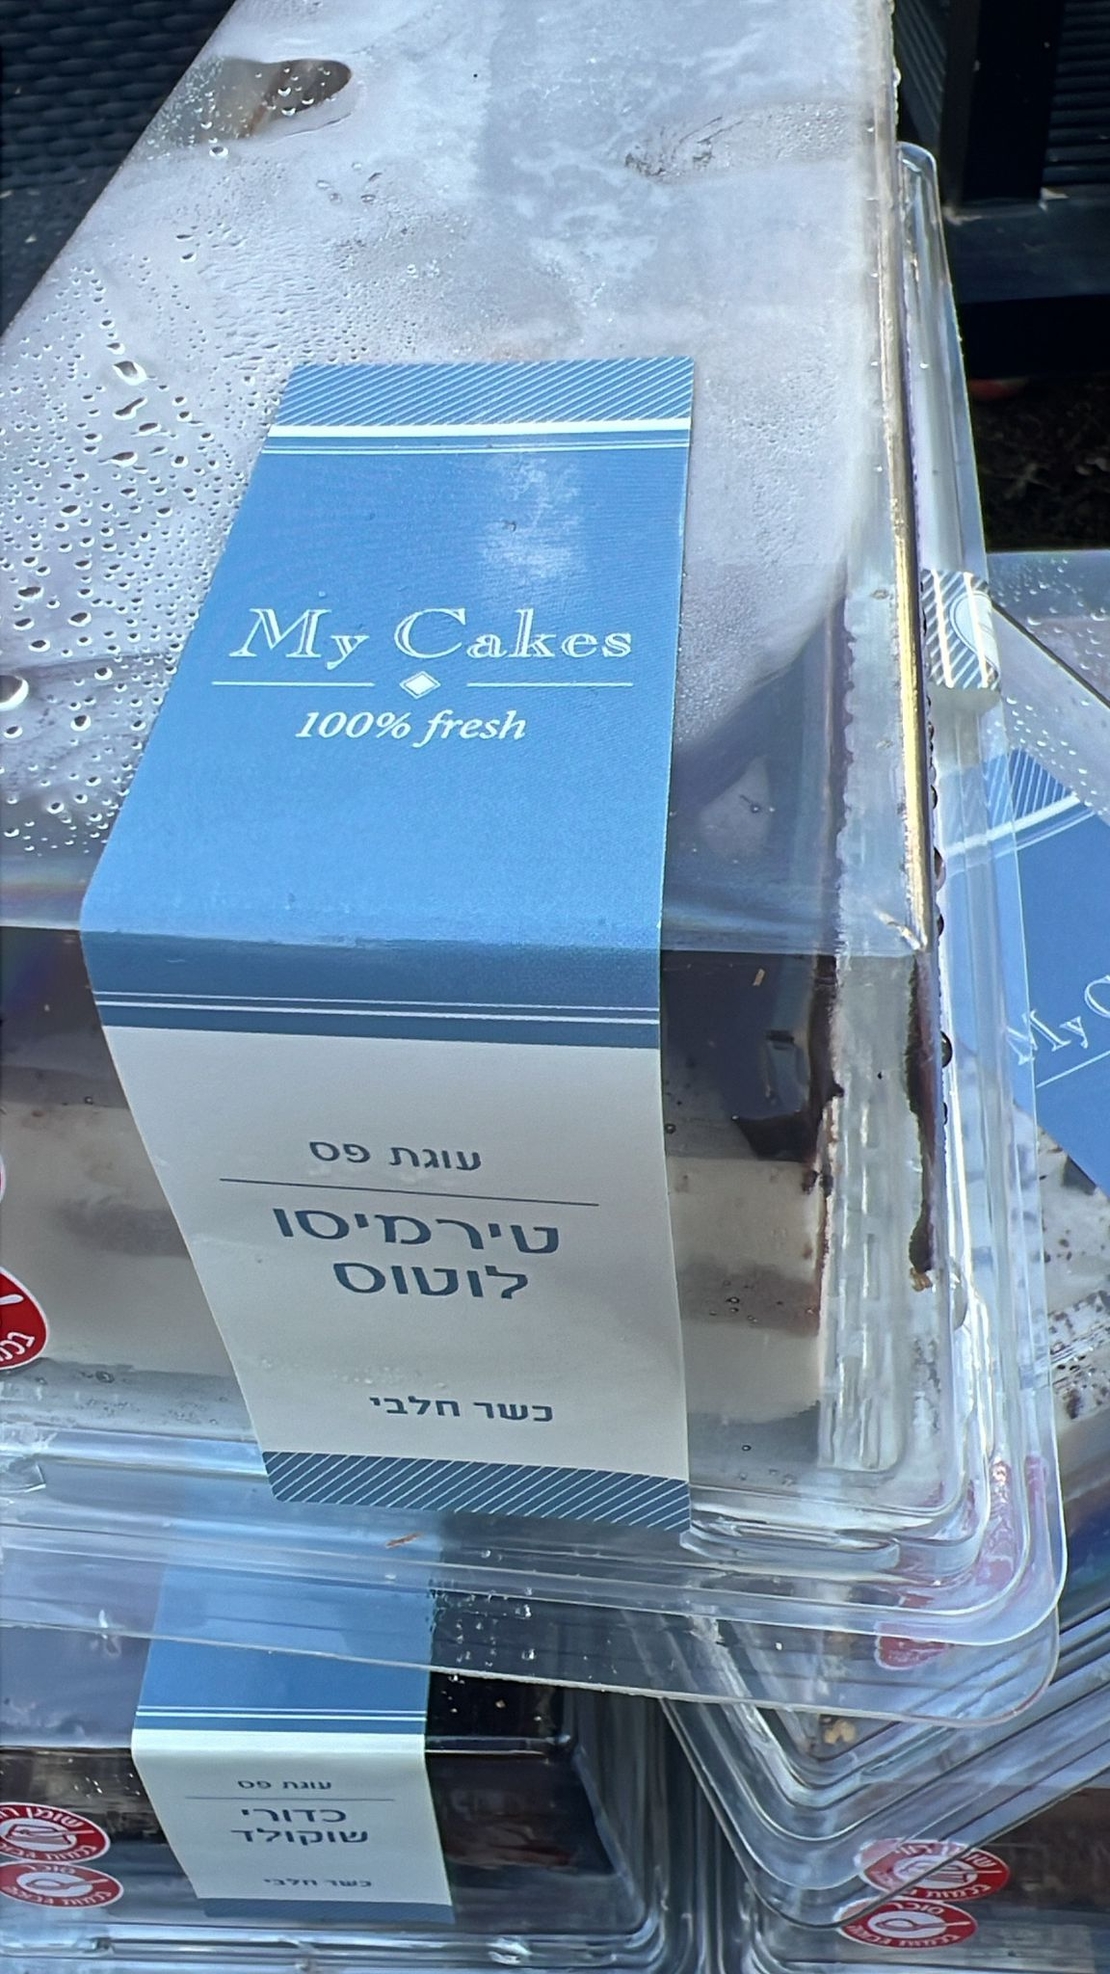 My Cakes
100% fresh
עוגת פס
טירמיסו
לוטוס
כשר חלבי
My C
עוגת פס
כדורי
שוקולד
כשר חלבי